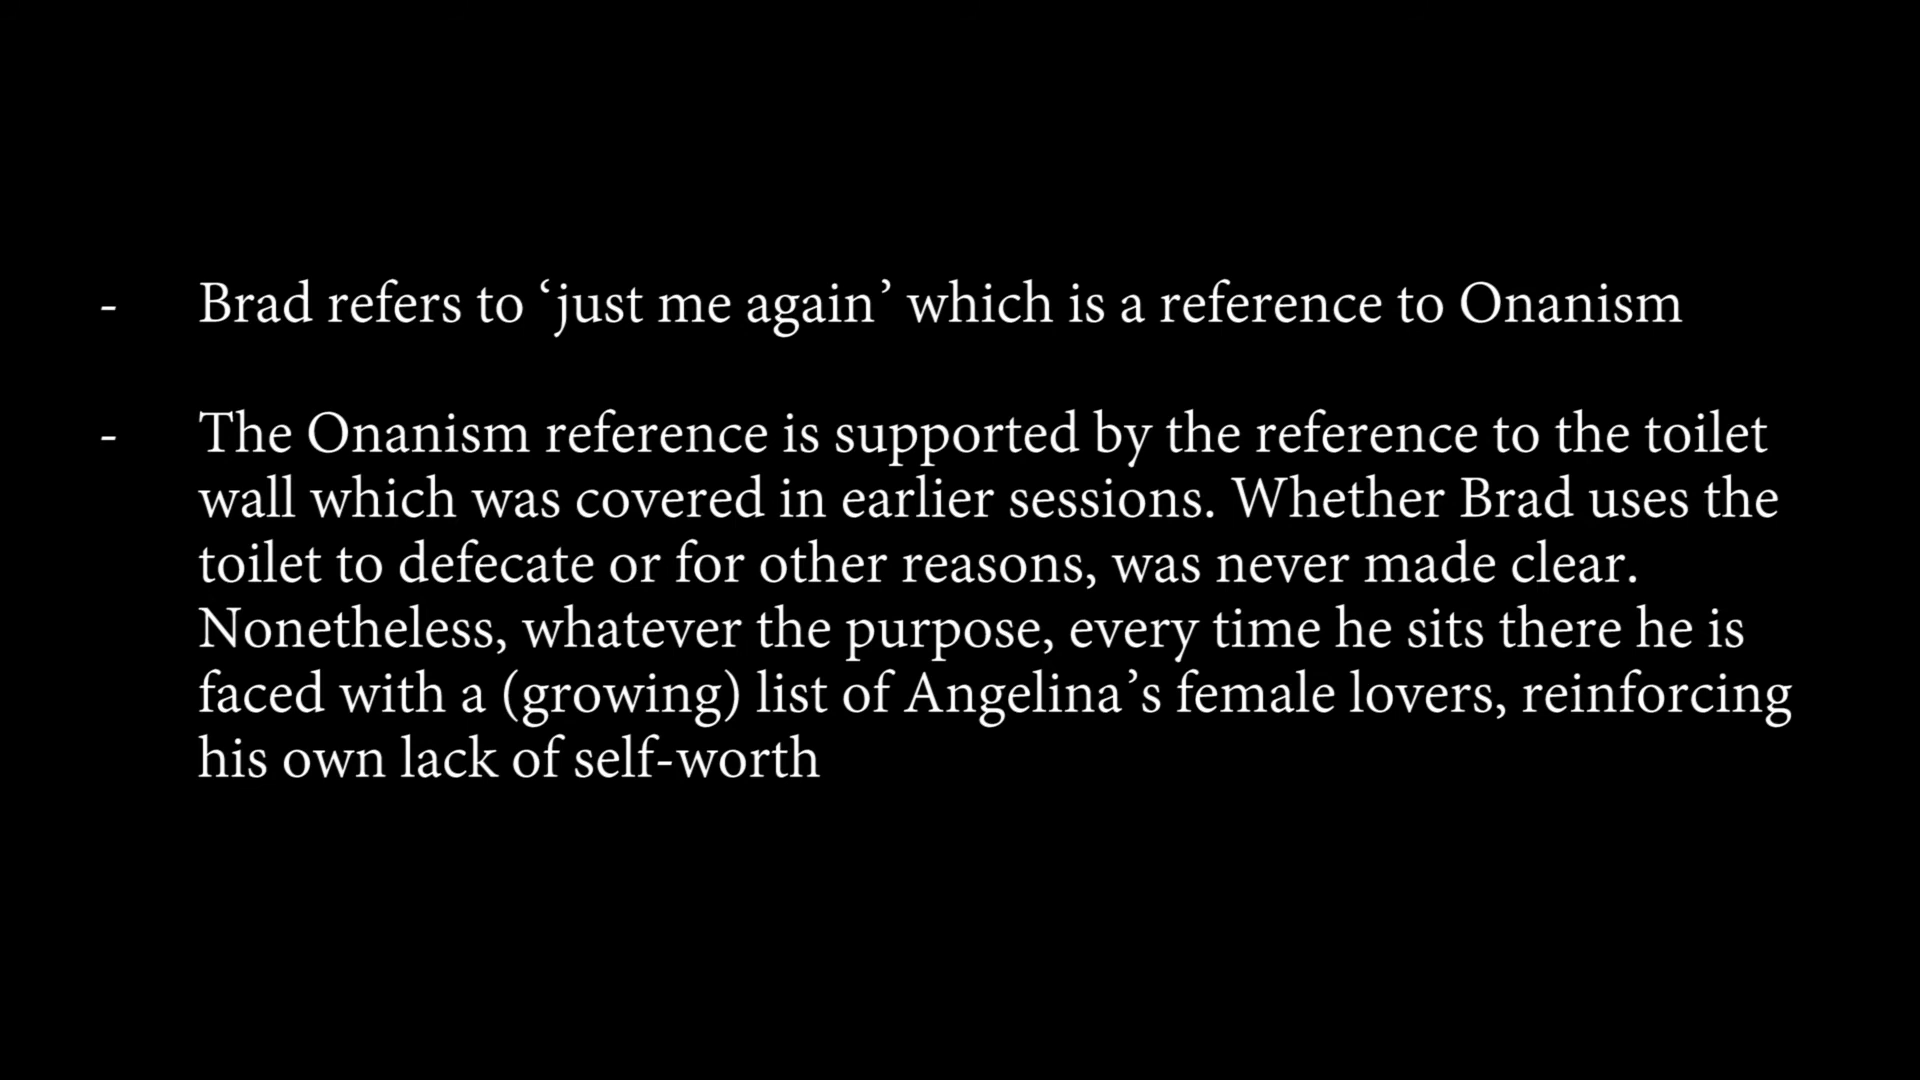 - Brad refers to ‘just me again’ which is a reference to Onanism
- The Onanism reference is supported by the reference to the toilet
wall which was covered in earlier sessions. Whether Brad uses the
toilet to defecate or for other reasons, was never made clear.
Nonetheless, whatever the purpose, every time he sits there he is
faced with a (growing) list of Angelina’s female lovers, reinforcing
his own lack of self-worth